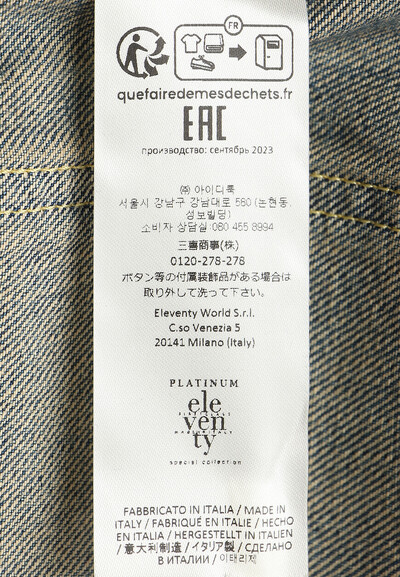 FR
quefairedemesdechets.fr
EAC
производство: сентябрь 2023
㈜ 아이디룩
서울시 강남구 강남대로 580 (논현동,
성보빌딩)
소비자 상담실:080 455 8994
三喜商事(株)
0120-278-278
ボタン等の付属装飾品がある場合は
取り外して洗って下さい。
Eleventy World S.r.l.
C.so Venezia 5
20141 Milano (Italy)
PLATINUM
ele
ven
ty
special collection
FABBRICATO IN ITALIA / MADE IN
ITALY / FABRIQUÉ EN ITALIE / HECHO
EN ITALIA / HERGESTELLT IN ITALIEN
/ 意大利制造 / イタリア製 / СДЕЛАНО
В ИТАЛИИ / 이태리제